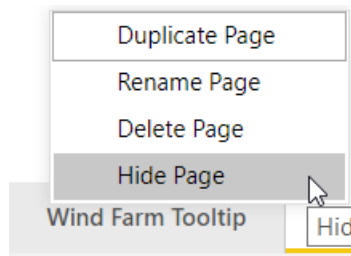 Duplicate Page
Rename Page
Delete Page
Hide Page
Wind Farm Tooltip
Hid